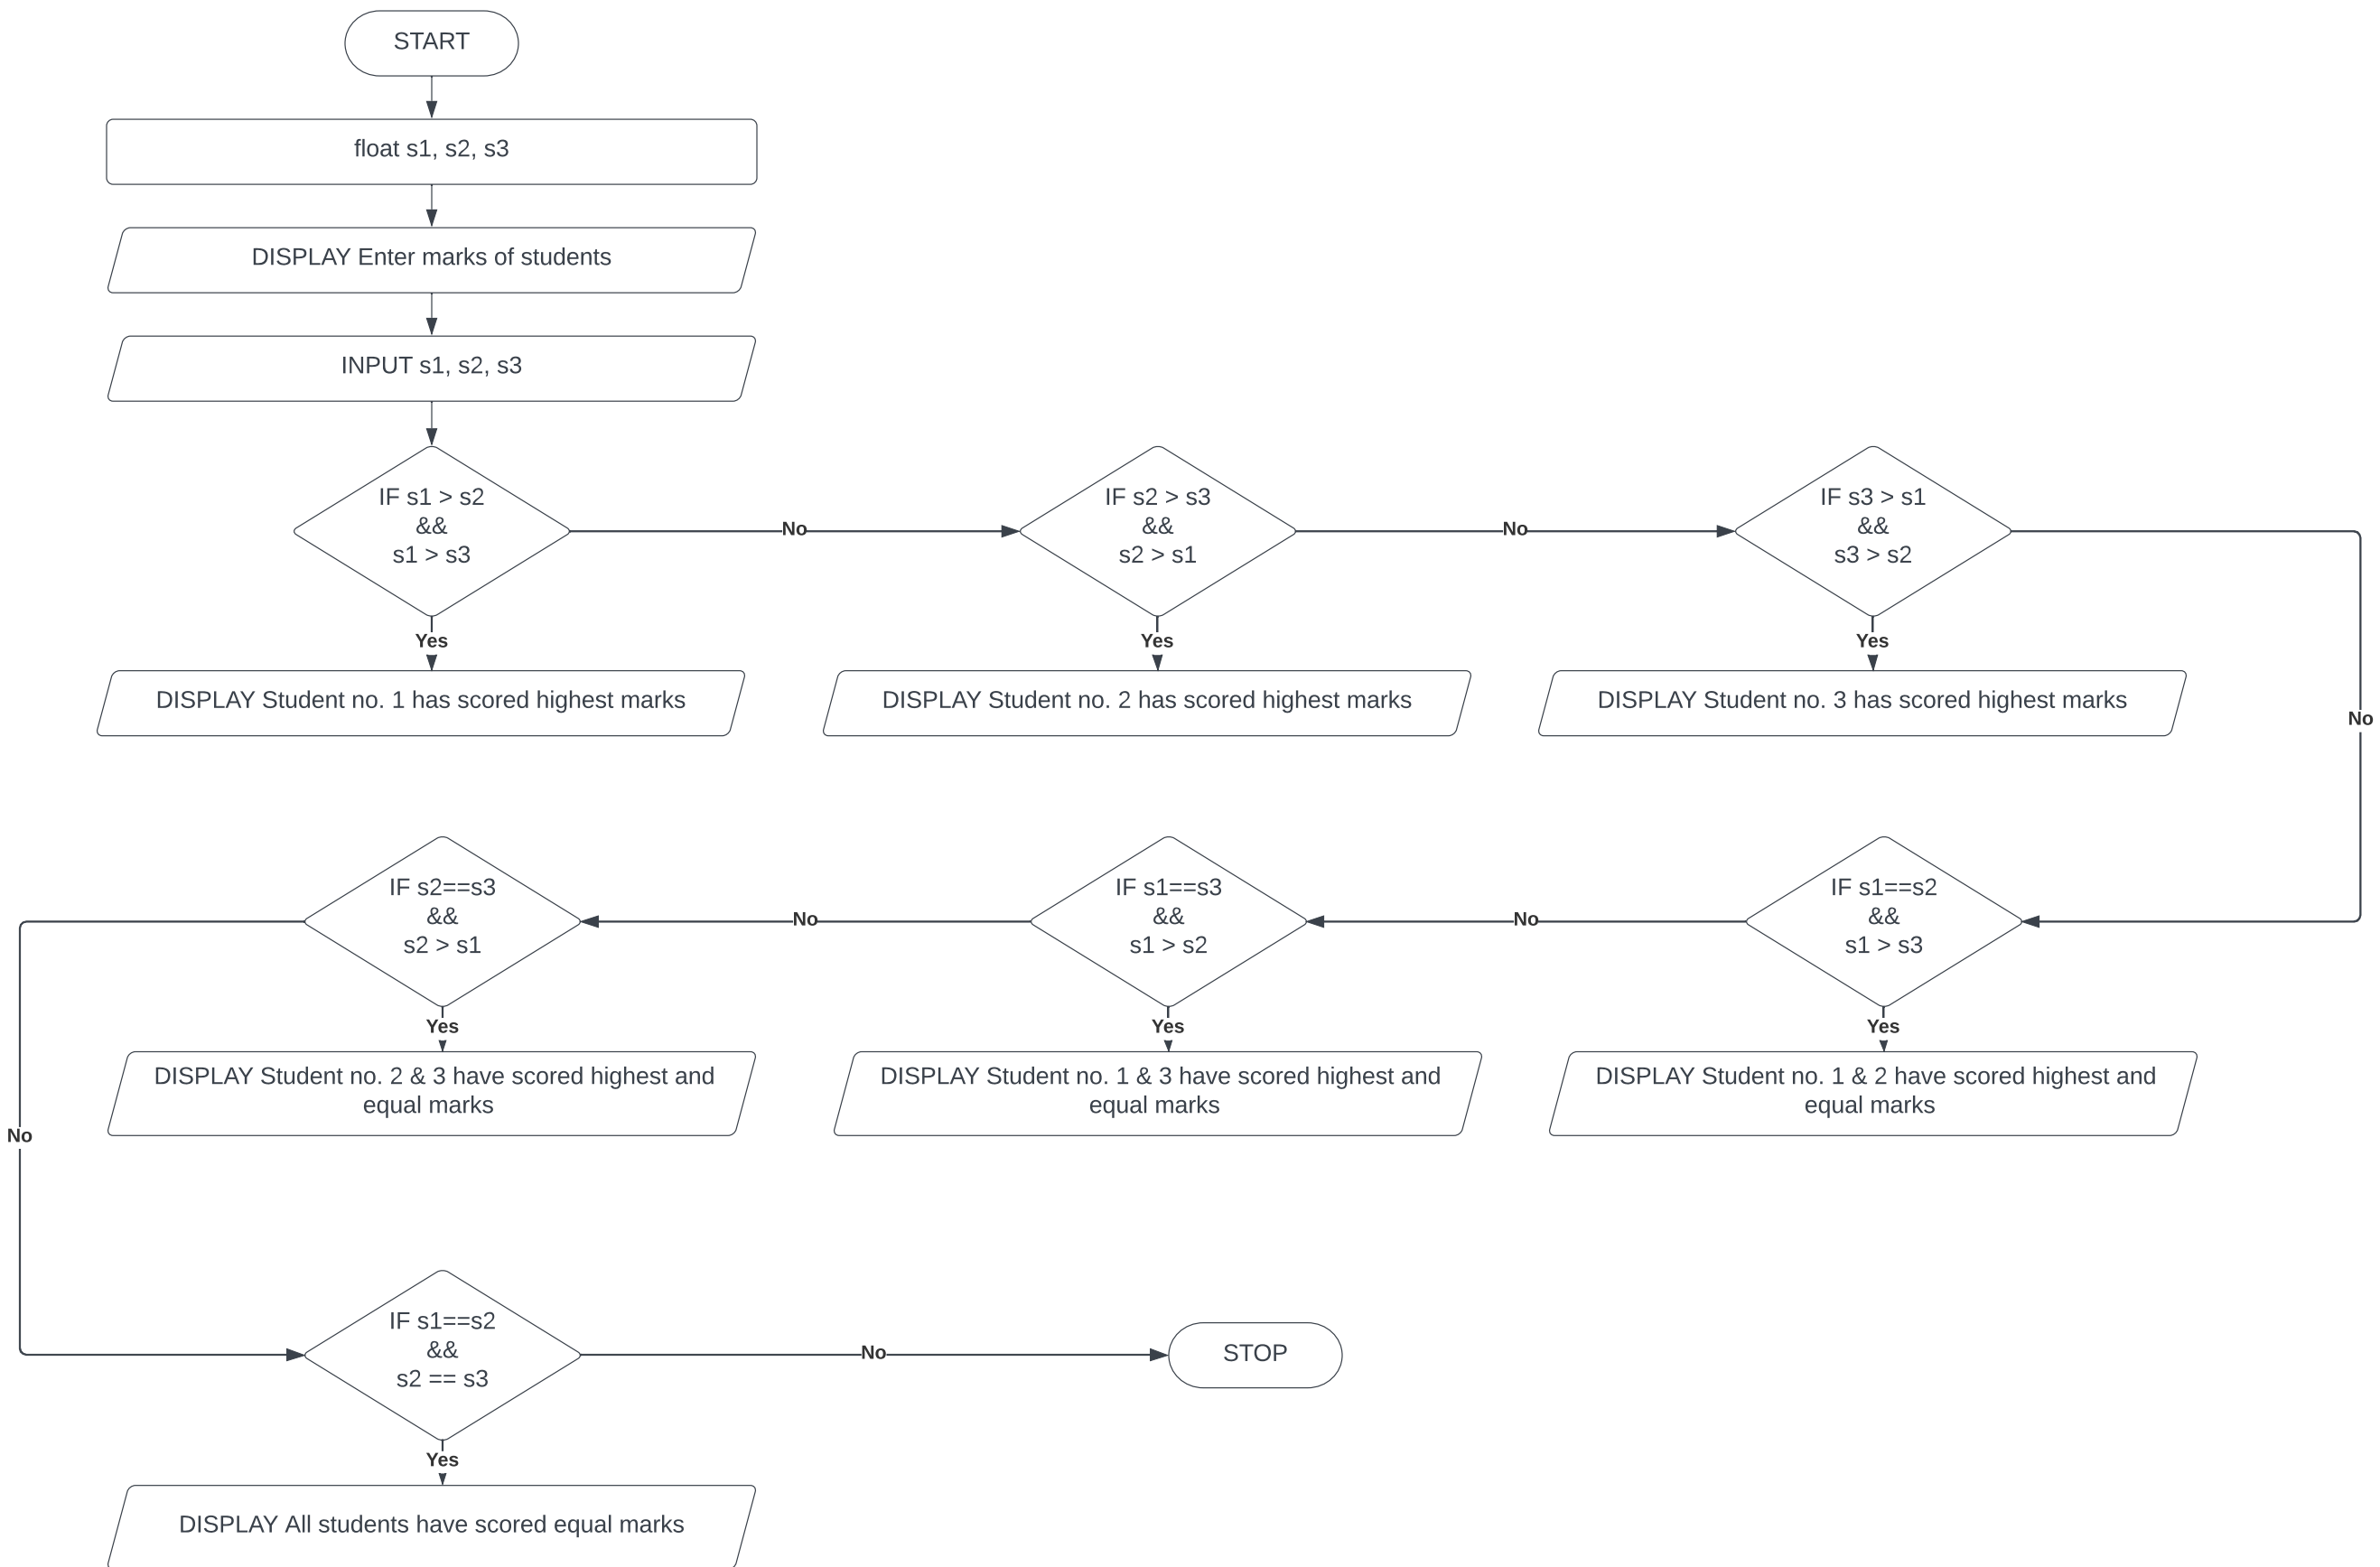 START
float s1, s2, s3
DISPLAY Enter marks of students
INPUT s1, s2, s3
IF s1 > s2
&&
s1 > s3
No
IF s2 > s3
&&
s2 > s1
No
IF s3 > s1
&&
s3 > s2
Yes
Yes
Yes
DISPLAY Student no. 1 has scored highest marks
DISPLAY Student no. 2 has scored highest marks
DISPLAY Student no. 3 has scored highest marks
No
IF s2==s3
&&
s2 > s1
No
IF s1==s3
&&
s1 > s2
No
IF s1==s2
&&
s1 > s3
Yes
Yes
Yes
DISPLAY Student no. 2 & 3 have scored highest and
equal marks
DISPLAY Student no. 1 & 3 have scored highest and
equal marks
DISPLAY Student no. 1 & 2 have scored highest and
equal marks
No
IF s1==s2
&&
s2 == s3
No
STOP
Yes
DISPLAY All students have scored equal marks